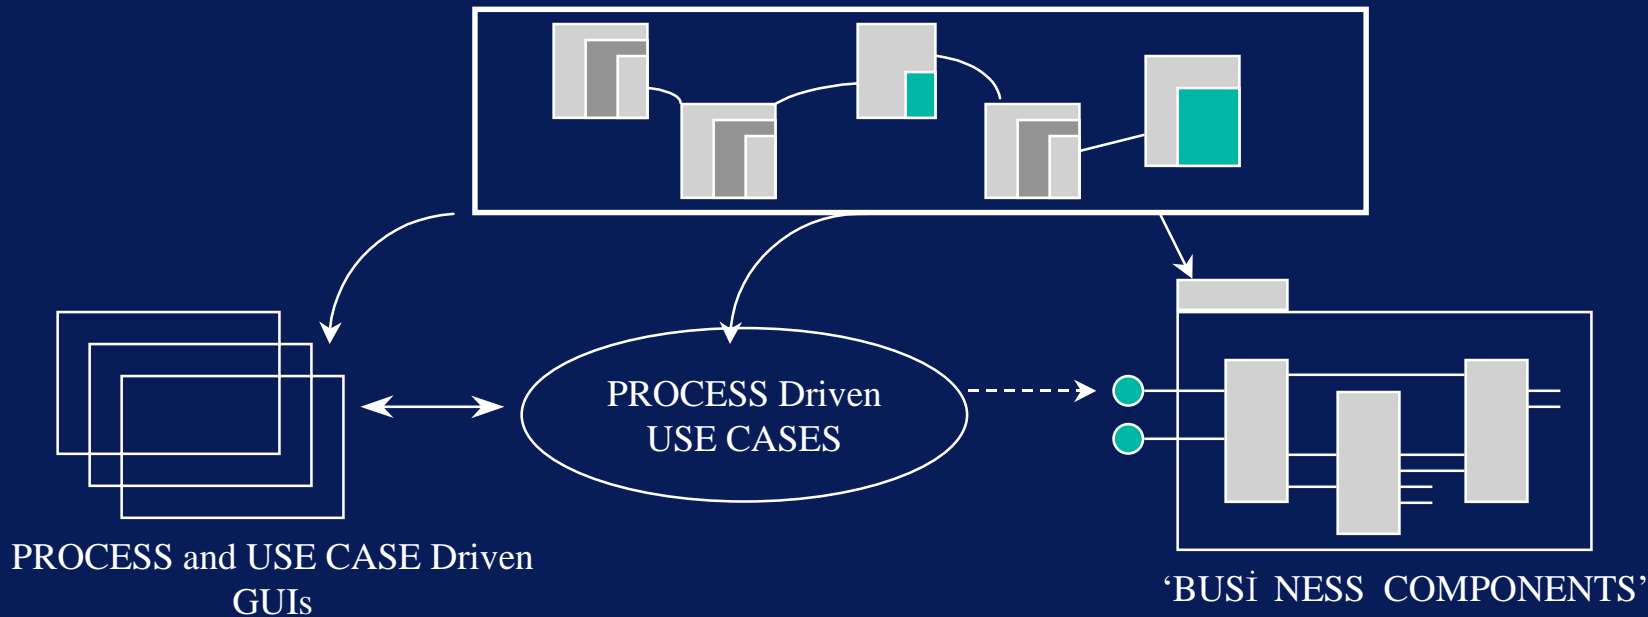 PROCESS Driven
USE CASES
PROCESS and USE CASE Driven
GUIs
‘BUSİ NESS COMPONENTS’